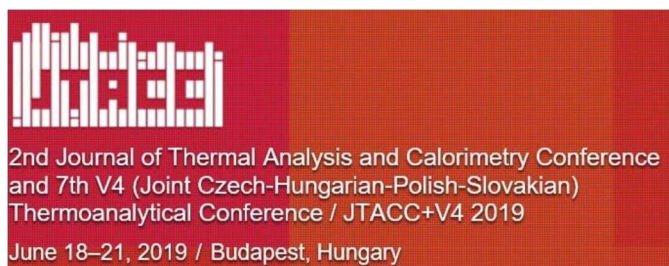 JTACC
2nd Journal of Thermal Analysis and Calorimetry Conference
and 7th V4 (Joint Czech-Hungarian-Polish-Slovakian)
Thermoanalytical Conference / JTACC+V4 2019
June 18–21, 2019 / Budapest, Hungary